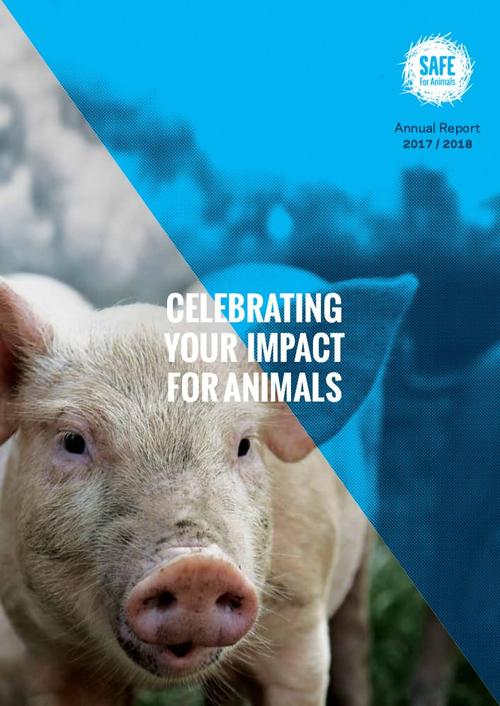 SAFE
For Animals
Annual Report
2017 / 2018
CELEBRATING
YOUR IMPACT
FOR ANIMALS